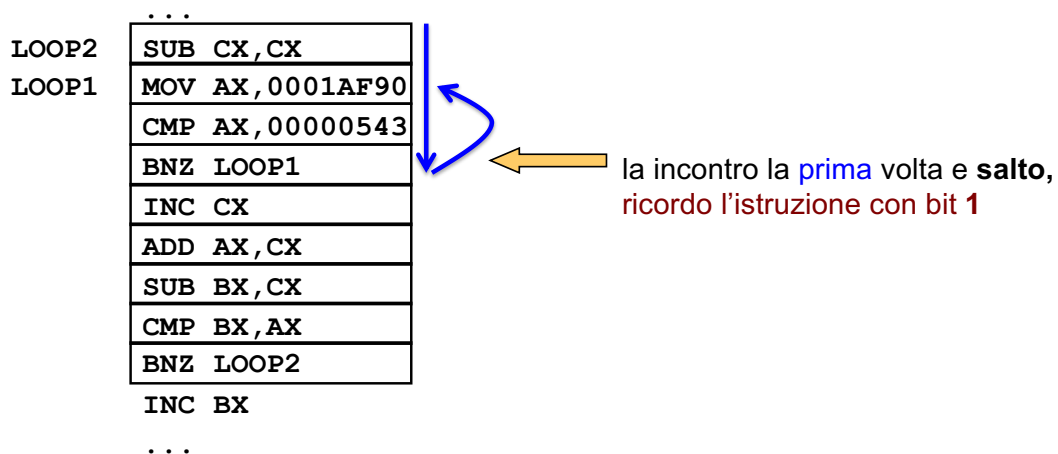 ...
LOOP2 SUB CX,CX
LOOP1 MOV AX,0001AF90
CMP AX,00000543
BNZ LOOP1
INC CX
ADD AX,CX
SUB BX,CX
CMP BX,AX
BNZ LOOP2
INC BX
...
la incontro la prima volta e salto,
ricordo l'istruzione con bit 1